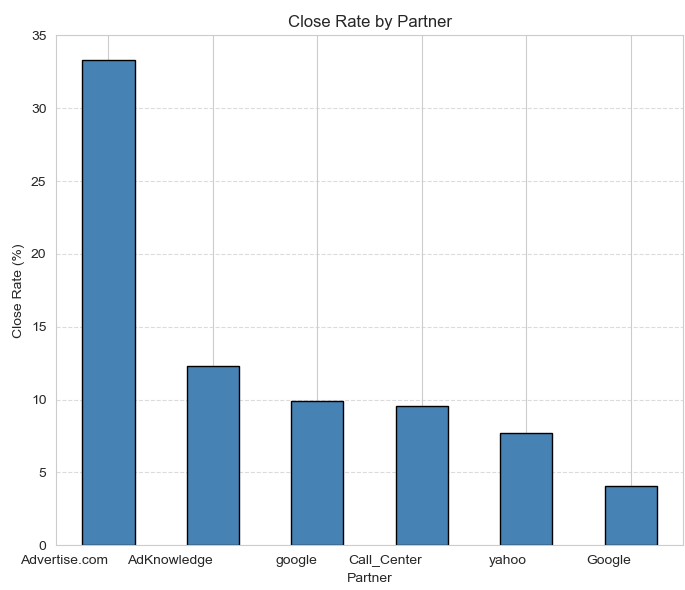 Close Rate by Partner
35
30
25
20
15
10
5
0
Close Rate (%)
Advertise.com AdKnowledge google Call_Center yahoo Google
Partner